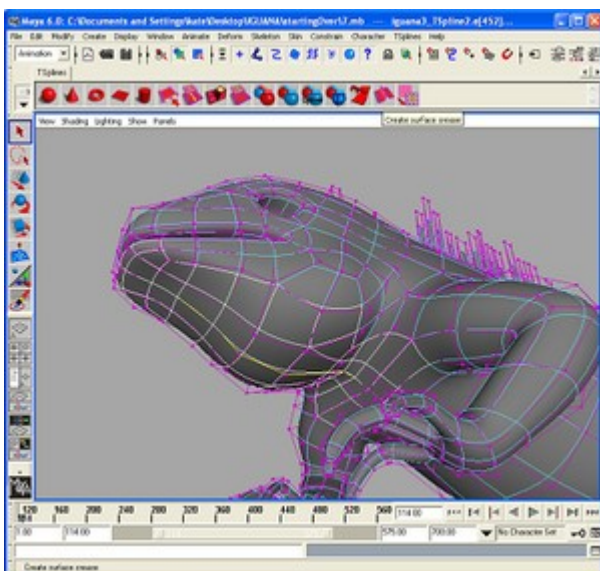 Maya 6.0: C:\Documents and Settings\kate\Desktop\IGUANA\startingOver\7.mb --- iguana3_TSpline2.e[452]...
File Edit Modify Create Display Window Animate Deform Skeleton Skin Constrain Character TSplines Help
Animation
TSplines
Create surface crease
View Shading Lighting Show Panels
120 160 200 240 280 320 360 400 440 480 520 560 114.00
114
1.00 114.00 575.00 700.00 No Character Set
Create surface crease